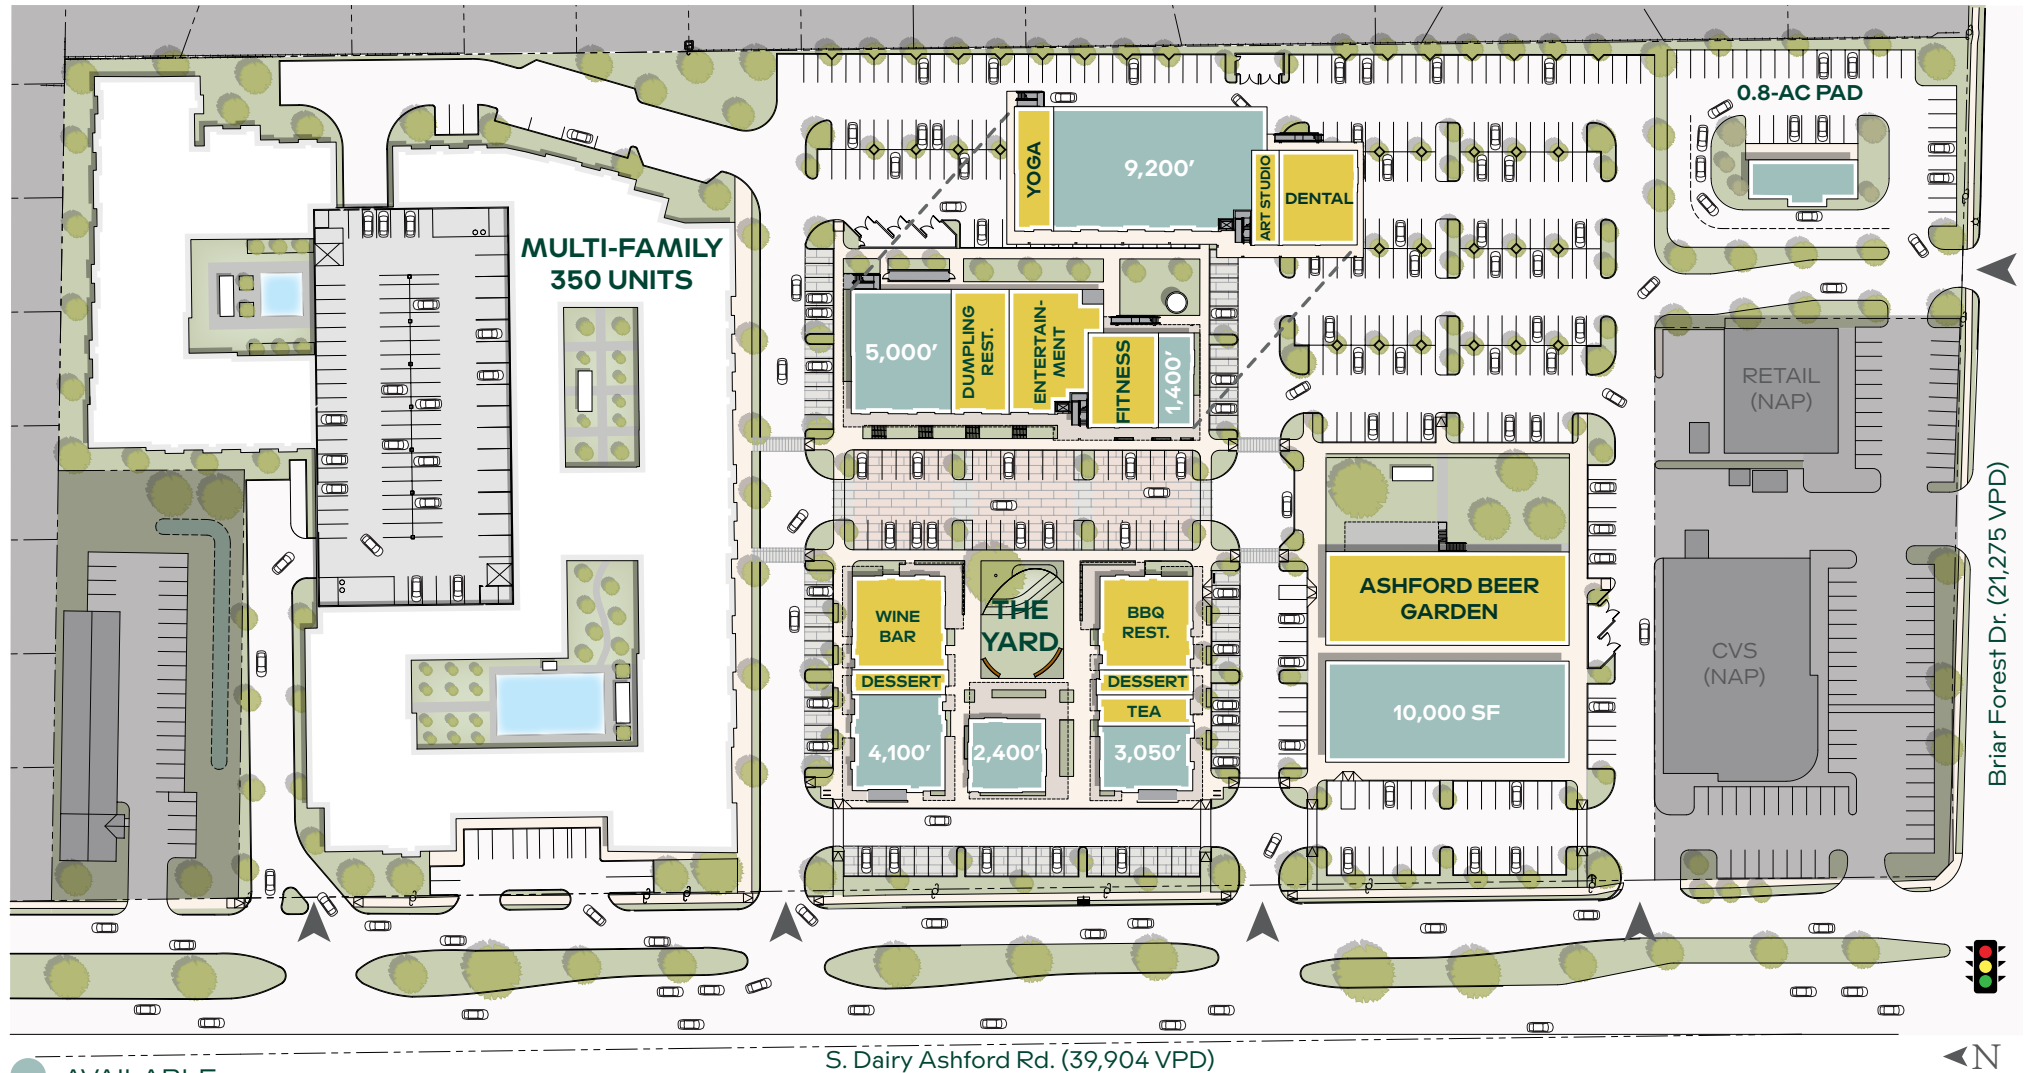 0.8-AC PAD
YOGA
9,200’
ART STUDIO
DENTAL
MULTI-FAMILY
350 UNITS
5,000’
DUMPLING
REST.
ENTERTAIN-
MENT
FITNESS
1,400’
RETAIL
(NAP)
Briar Forest Dr. (21,275 VPD)
WINE
BAR
THE
YARD
BBQ
REST.
ASHFORD BEER
GARDEN
DESSERT
DESSERT
TEA
CVS
(NAP)
10,000 SF
4,100’
2,400’
3,050’
S. Dairy Ashford Rd. (39,904 VPD)
N
AVAILABLE